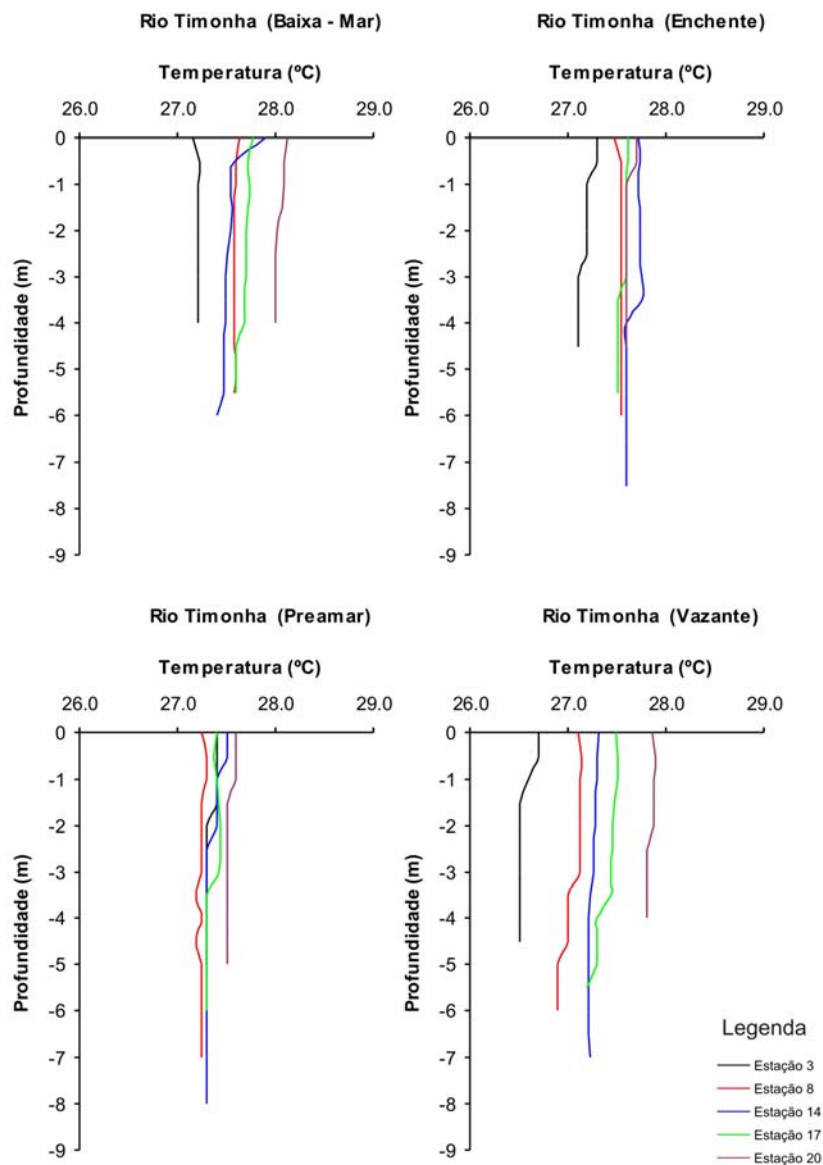 Rio Timonha (Baixa - Mar)
Temperatura (ºC)
26.0 27.0 28.0 29.0
0
-1
-2
-3
-4
-5
-6
-7
-8
-9
Profundidade (m)
Rio Timonha (Enchente)
Temperatura (ºC)
26.0 27.0 28.0 29.0
0
-1
-2
-3
-4
-5
-6
-7
-8
-9
Profundidade (m)
Rio Timonha (Preamar)
Temperatura (ºC)
26.0 27.0 28.0 29.0
0
-1
-2
-3
-4
-5
-6
-7
-8
-9
Profundidade (m)
Rio Timonha (Vazante)
Temperatura (ºC)
26.0 27.0 28.0 29.0
0
-1
-2
-3
-4
-5
-6
-7
-8
-9
Profundidade (m)
Legenda
Estação 3
Estação 8
Estação 14
Estação 17
Estação 20